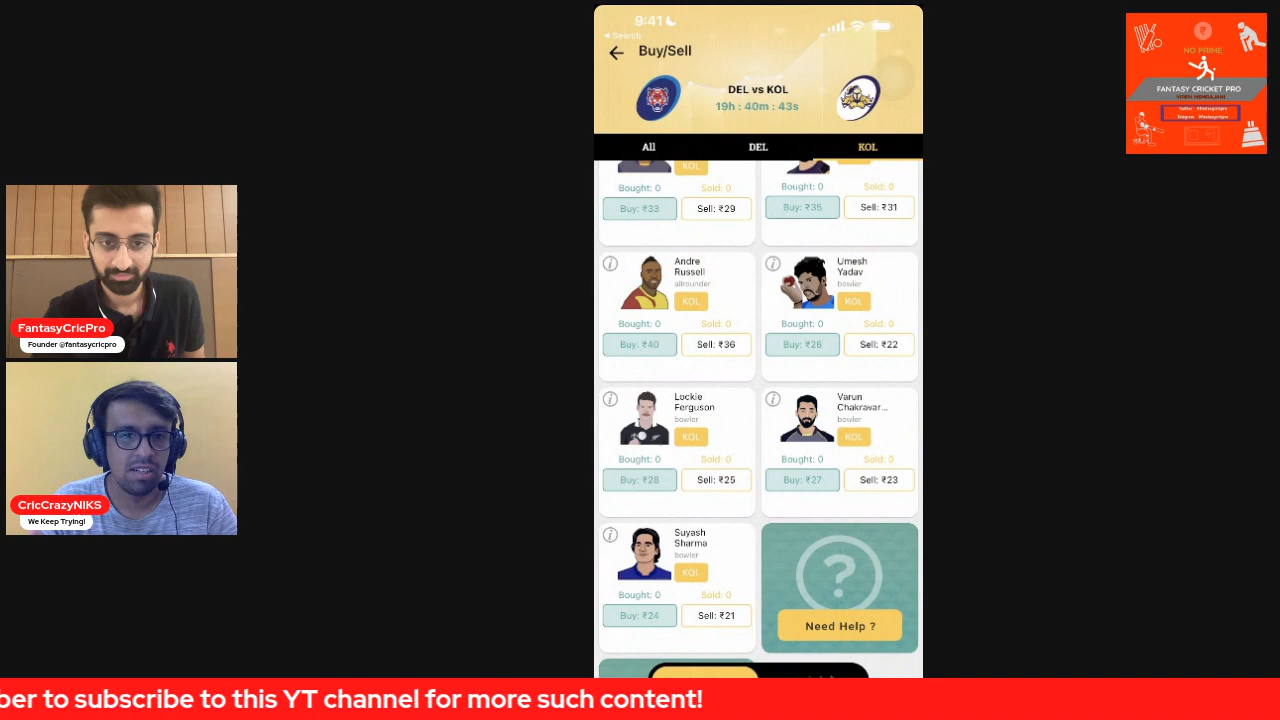 9:41
Search
Buy/Sell
DEL vs KOL
19h : 40m : 43s
All DEL KOL
KOL
Bought: 0 Sold: 0 Bought: 0 Sold: 0
Buy: ₹33 Sell: ₹29 Buy: ₹35 Sell: ₹31
Andre Russell
allrounder
KOL
Bought: 0 Sold: 0
Buy: ₹40 Sell: ₹36
Umesh Yadav
bowler
KOL
Bought: 0 Sold: 0
Buy: ₹26 Sell: ₹22
Lockie Ferguson
bowler
KOL
Bought: 0 Sold: 0
Buy: ₹28 Sell: ₹25
Varun Chakravar...
bowler
KOL
Bought: 0 Sold: 0
Buy: ₹27 Sell: ₹23
Suyash Sharma
bowler
KOL
Bought: 0 Sold: 0
Buy: ₹24 Sell: ₹21
?
Need Help ?
FantasyCricPro
Founder @fantasycricpro
CricCrazyNIKS
We Keep Trying!
NO PRIME
FANTASY CRICKET PRO
ber to subscribe to this YT channel for more such content!